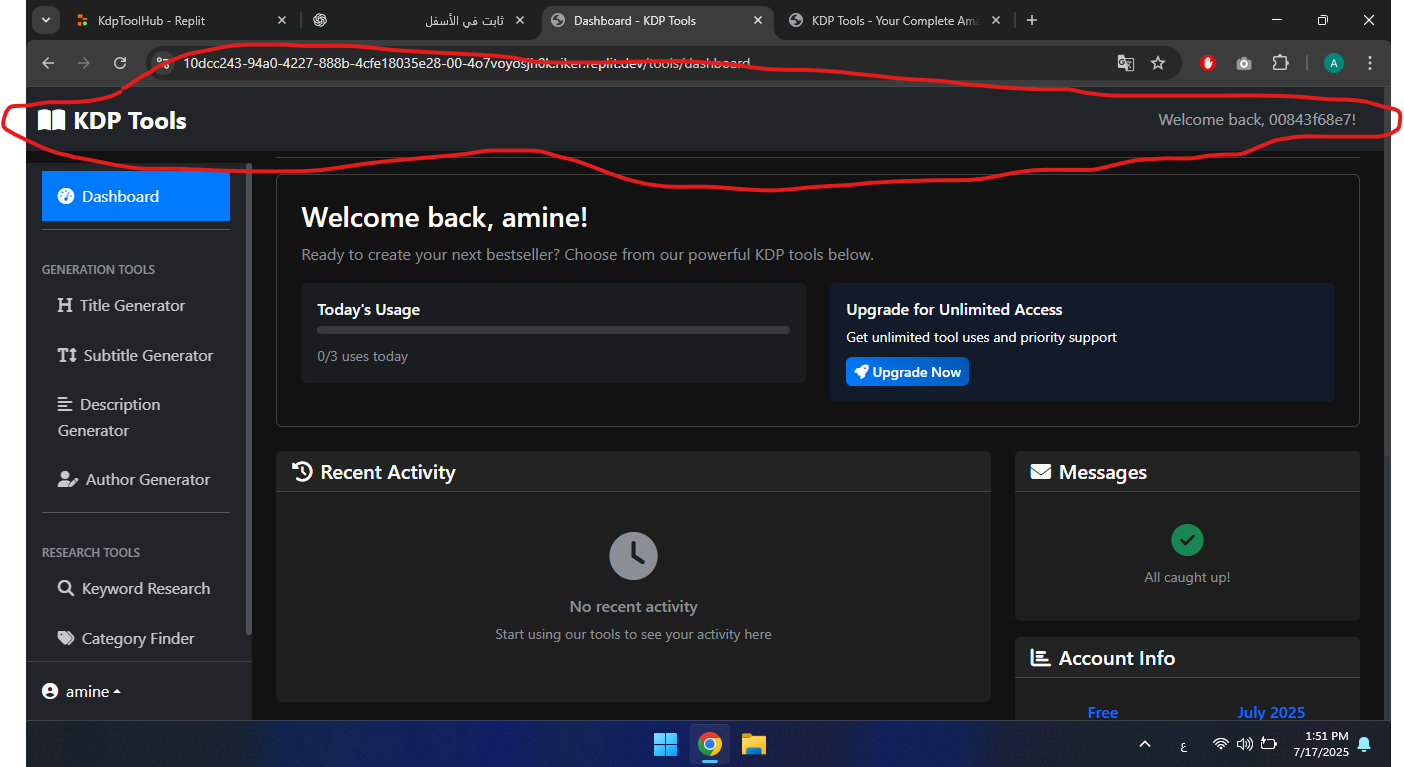 KdpToolHub - Replit
ثابت في الأسفل
Dashboard - KDP Tools
KDP Tools - Your Complete Ama
10dcc243-94a0-4227-888b-4cfe18035e28-00-4o7voyosjh0k.riker.replit.dev/tools/dashboard
A
KDP Tools
Welcome back, 00843f68e7!
Dashboard
GENERATION TOOLS
Title Generator
Subtitle Generator
Description
Generator
Author Generator
RESEARCH TOOLS
Keyword Research
Category Finder
amine
Welcome back, amine!
Ready to create your next bestseller? Choose from our powerful KDP tools below.
Today's Usage
0/3 uses today
Upgrade for Unlimited Access
Get unlimited tool uses and priority support
Upgrade Now
Recent Activity
No recent activity
Start using our tools to see your activity here
Messages
All caught up!
Account Info
Free
July 2025
ع
1:51 PM
7/17/2025